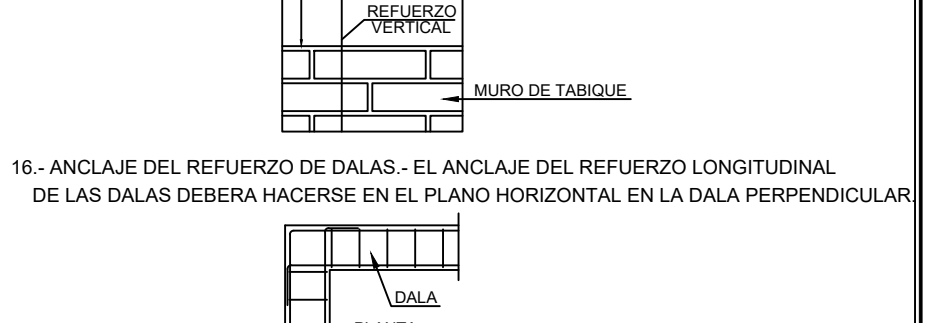 REFUERZO
VERTICAL
MURO DE TABIQUE
16.- ANCLAJE DEL REFUERZO DE DALAS.- EL ANCLAJE DEL REFUERZO LONGITUDINAL
DE LAS DALAS DEBERA HACERSE EN EL PLANO HORIZONTAL EN LA DALA PERPENDICULAR.
DALA